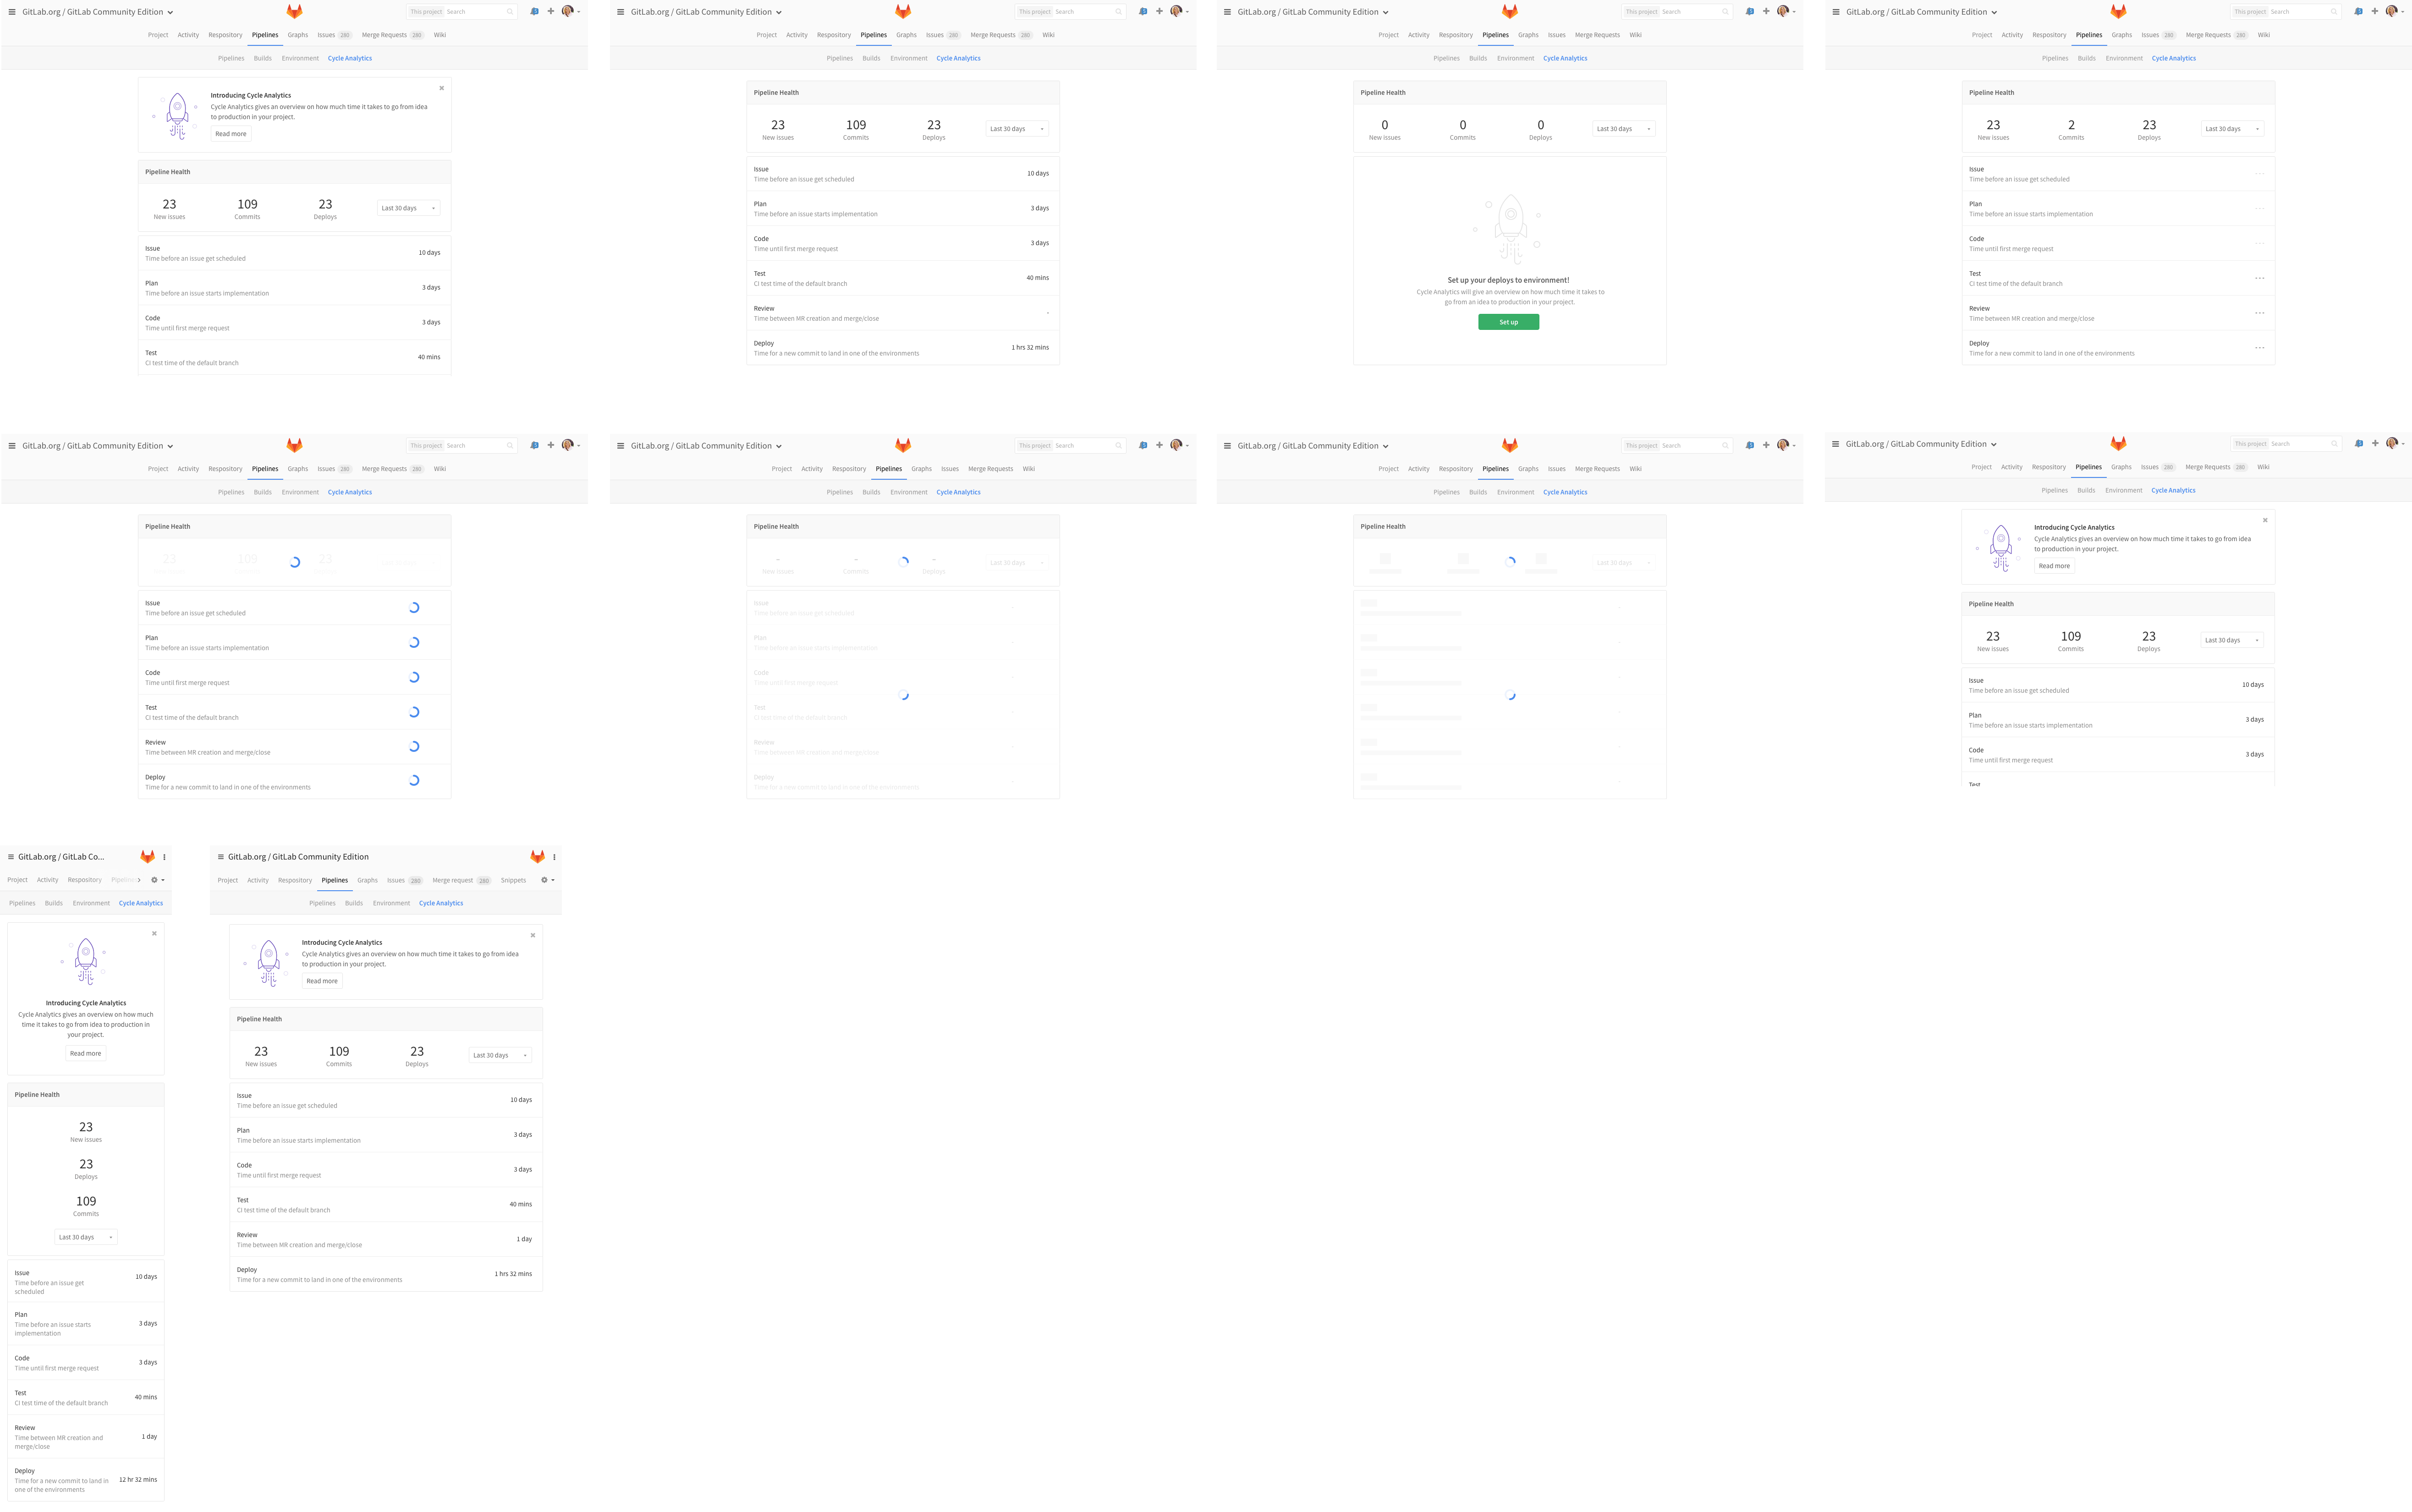 GitLab.org / GitLab Community Edition
This project Search
Project Activity Respository Pipelines Graphs Issues 280 Merge Requests 280 Wiki
Pipelines Builds Environment Cycle Analytics
Introducing Cycle Analytics
Cycle Analytics gives an overview on how much time it takes to go from idea
to production in your project.
Read more
Pipeline Health
23 109 23 Last 30 days
New issues Commits Deploys
Issue
Time before an issue get scheduled 10 days
Plan
Time before an issue starts implementation 3 days
Code
Time until first merge request 3 days
Test
CI test time of the default branch 40 mins
GitLab.org / GitLab Community Edition
This project Search
Project Activity Respository Pipelines Graphs Issues 280 Merge Requests 280 Wiki
Pipelines Builds Environment Cycle Analytics
Pipeline Health
23 109 23 Last 30 days
New issues Commits Deploys
Issue
Time before an issue get scheduled 10 days
Plan
Time before an issue starts implementation 3 days
Code
Time until first merge request 3 days
Test
CI test time of the default branch 40 mins
Review
Time between MR creation and merge/close -
Deploy
Time for a new commit to land in one of the environments 1 hrs 32 mins
GitLab.org / GitLab Community Edition
This project Search
Project Activity Respository Pipelines Graphs Issues Merge Requests Wiki
Pipelines Builds Environment Cycle Analytics
Pipeline Health
0 0 0 Last 30 days
New issues Commits Deploys
Set up your deploys to environment!
Cycle Analytics will give an overview on how much time it takes to
go from an idea to production in your project.
Set up
GitLab.org / GitLab Community Edition
This project Search
Project Activity Respository Pipelines Graphs Issues 280 Merge Requests 280 Wiki
Pipelines Builds Environment Cycle Analytics
Pipeline Health
23 2 23 Last 30 days
New issues Commits Deploys
Issue
Time before an issue get scheduled ...
Plan
Time before an issue starts implementation ...
Code
Time until first merge request ...
Test
CI test time of the default branch ...
Review
Time between MR creation and merge/close ...
Deploy
Time for a new commit to land in one of the environments ...
GitLab.org / GitLab Community Edition
This project Search
Project Activity Respository Pipelines Graphs Issues 280 Merge Requests 280 Wiki
Pipelines Builds Environment Cycle Analytics
Pipeline Health
23 109 23
Issue
Time before an issue get scheduled
Plan
Time before an issue starts implementation
Code
Time until first merge request
Test
CI test time of the default branch
Review
Time between MR creation and merge/close
Deploy
Time for a new commit to land in one of the environments
GitLab.org / GitLab Community Edition
This project Search
Project Activity Respository Pipelines Graphs Issues Merge Requests Wiki
Pipelines Builds Environment Cycle Analytics
Pipeline Health
- - - Last 30 days
New issues Commits Deploys
Issue
Time before an issue get scheduled -
Plan
Time before an issue starts implementation -
Code
Time until first merge request -
Test
CI test time of the default branch
Review
Time between MR creation and merge/close -
Deploy
Time for a new commit to land in one of the environments -
GitLab.org / GitLab Community Edition
This project Search
Project Activity Respository Pipelines Graphs Issues Merge Requests Wiki
Pipelines Builds Environment Cycle Analytics
Pipeline Health
Last 30 days
GitLab.org / GitLab Community Edition
This project Search
Project Activity Respository Pipelines Graphs Issues 280 Merge Requests 280 Wiki
Pipelines Builds Environment Cycle Analytics
Introducing Cycle Analytics
Cycle Analytics gives an overview on how much time it takes to go from idea
to production in your project.
Read more
Pipeline Health
23 109 23 Last 30 days
New issues Commits Deploys
Issue
Time before an issue get scheduled 10 days
Plan
Time before an issue starts implementation 3 days
Code
Time until first merge request 3 days
Test
GitLab.org / GitLab Co...
Project Activity Respository Pipelines
Pipelines Builds Environment Cycle Analytics
Introducing Cycle Analytics
Cycle Analytics gives an overview on how much
time it takes to go from idea to production in
your project.
Read more
Pipeline Health
23
New issues
23
Deploys
109
Commits
Last 30 days
Issue 10 days
Time before an issue get
scheduled
Plan
Time before an issue starts 3 days
implementation
Code 3 days
Time until first merge request
Test 40 mins
CI test time of the default branch
Review
Time between MR creation and 1 day
merge/close
Deploy
Time for a new commit to land in 12 hr 32 mins
one of the environments
GitLab.org / GitLab Community Edition
Project Activity Respository Pipelines Graphs Issues 280 Merge request 280 Snippets
Pipelines Builds Environment Cycle Analytics
Introducing Cycle Analytics
Cycle Analytics gives an overview on how much time it takes to go from idea
to production in your project.
Read more
Pipeline Health
23 109 23 Last 30 days
New issues Commits Deploys
Issue
Time before an issue get scheduled 10 days
Plan
Time before an issue starts implementation 3 days
Code
Time until first merge request 3 days
Test
CI test time of the default branch 40 mins
Review
Time between MR creation and merge/close 1 day
Deploy
Time for a new commit to land in one of the environments 1 hrs 32 mins